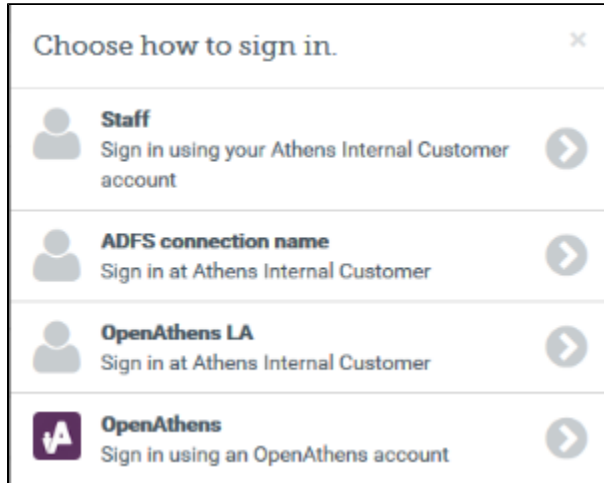 Choose how to sign in.
Staff
Sign in using your Athens Internal Customer
account
ADFS connection name
Sign in at Athens Internal Customer
OpenAthens LA
Sign in at Athens Internal Customer
OpenAthens
Sign in using an OpenAthens account